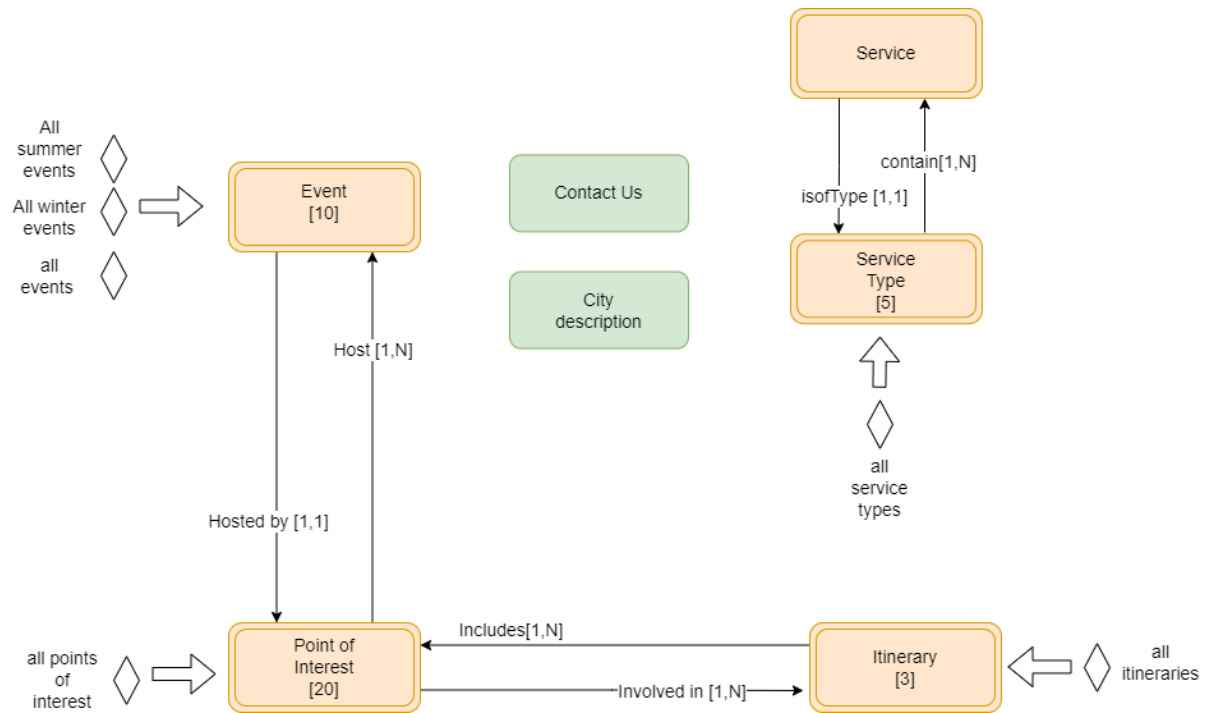 Service
All
summer
events
contain[1,N]
Event
[10]
Contact Us
isofType [1,1]
All winter
events
all
events
Service
Type
[5]
City
description
Host [1,N]
all
service
types
Hosted by [1,1]
Includes[1,N]
all points
of
interest
Point of
Interest
[20]
Involved in [1,N]
Itinerary
[3]
all
itineraries